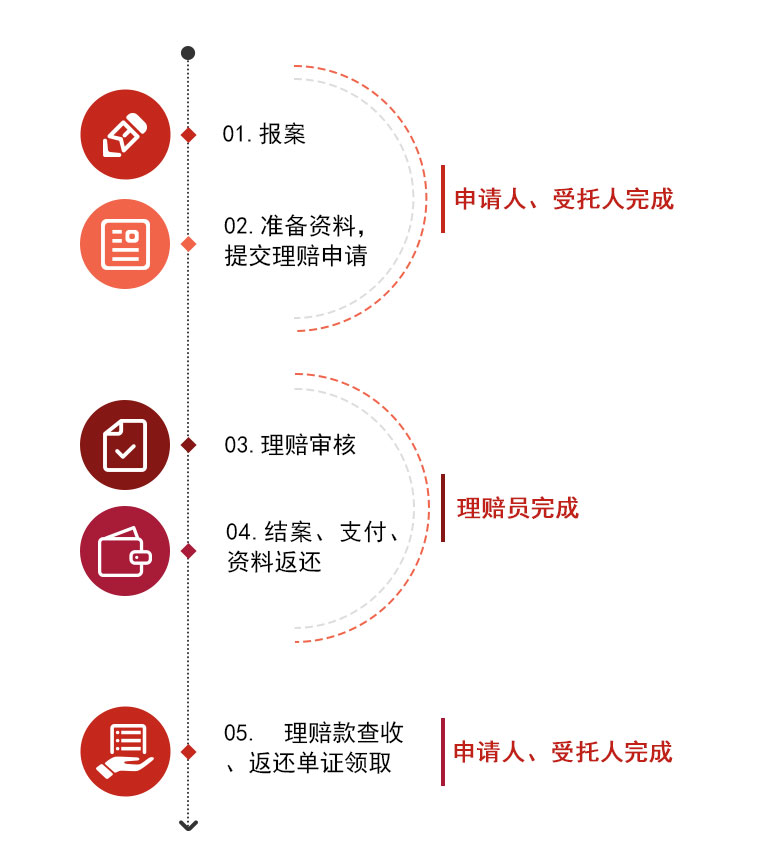 01. 报案
02. 准备资料，
提交理赔申请
申请人、受托人完成
03. 理赔审核
04. 结案、支付、
资料返还
理赔员完成
05. 理赔款查收
、返还单证领取
申请人、受托人完成